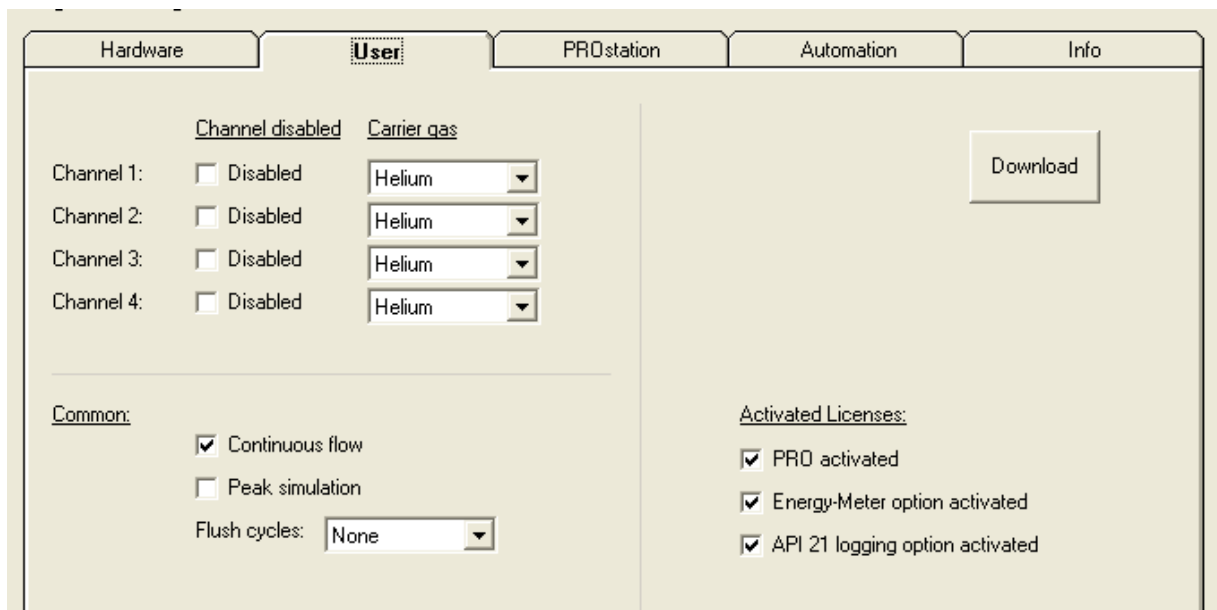 Hardware User PROstation Automation Info
Channel disabled Carrier gas
Channel 1: Disabled Helium Download
Channel 2: Disabled Helium
Channel 3: Disabled Helium
Channel 4: Disabled Helium
Common: Activated Licenses:
Continuous flow PRO activated
Peak simulation Energy-Meter option activated
Flush cycles: None API 21 logging option activated